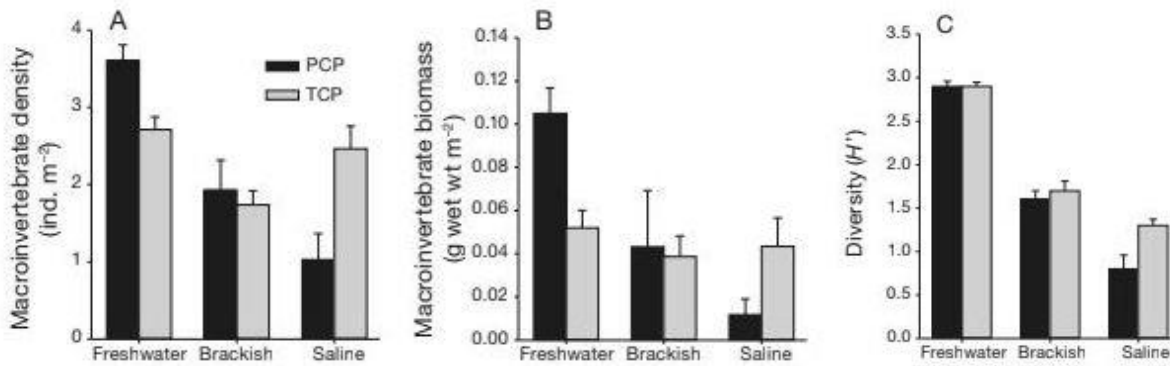 A
Macroinvertebrate density
(ind. m⁻²)
4
3
2
1
0
PCP
TCP
Freshwater
Brackish
Saline
B
Macroinvertebrate biomass
(g wet wt m⁻²)
0.14
0.12
0.10
0.08
0.06
0.04
0.02
0.00
Freshwater
Brackish
Saline
C
Diversity (H')
3.5
3.0
2.5
2.0
1.5
1.0
0.5
0.0
Freshwater
Brackish
Saline